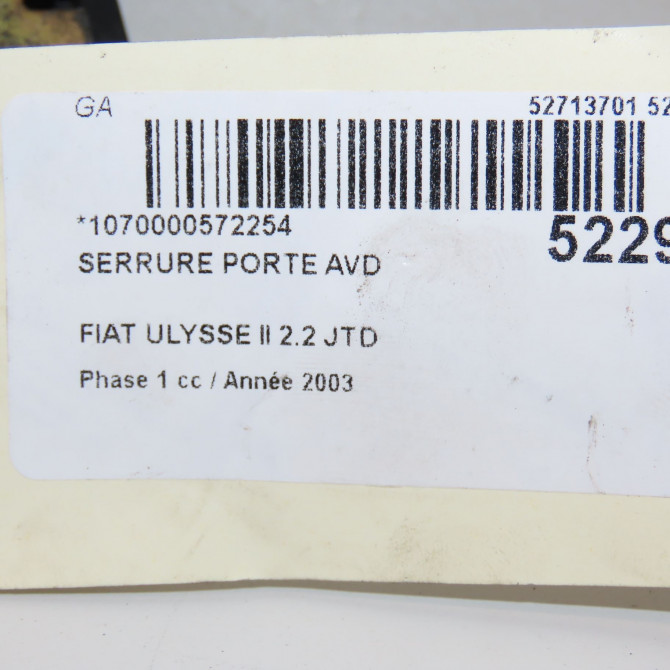 GA 52713701 52
*1070000572254
5229
SERRURE PORTE AVD
FIAT ULYSSE II 2.2 JTD
Phase 1 cc / Année 2003